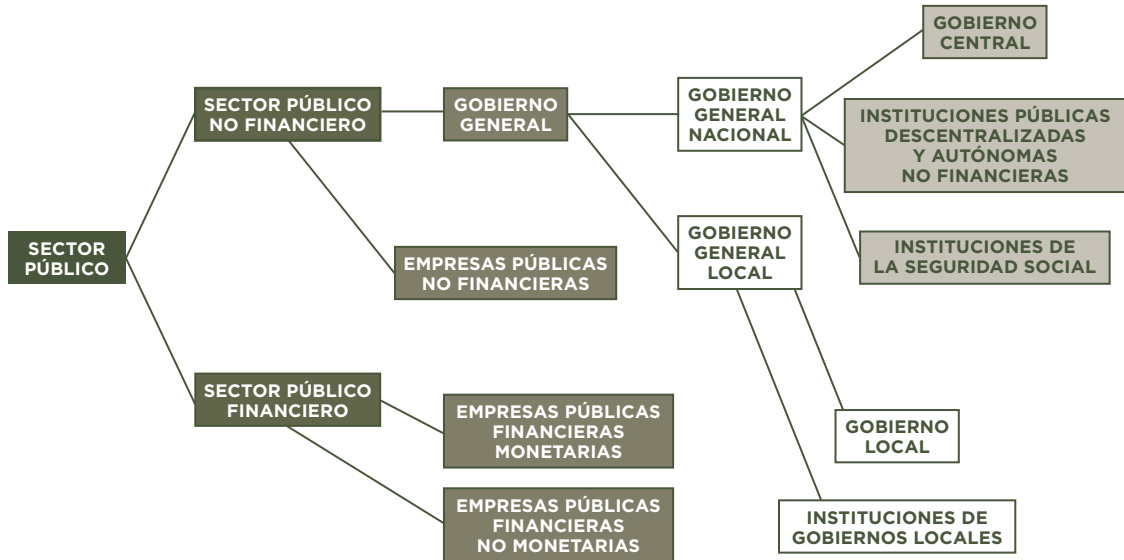 GOBIERNO
CENTRAL
SECTOR PÚBLICO
NO FINANCIERO
GOBIERNO
GENERAL
GOBIERNO
GENERAL
NACIONAL
INSTITUCIONES PÚBLICAS
DESCENTRALIZADAS
Y AUTÓNOMAS
NO FINANCIERAS
SECTOR
PÚBLICO
EMPRESAS PÚBLICAS
NO FINANCIERAS
GOBIERNO
GENERAL
LOCAL
INSTITUCIONES DE
LA SEGURIDAD SOCIAL
SECTOR PÚBLICO
FINANCIERO
EMPRESAS PÚBLICAS
FINANCIERAS
MONETARIAS
GOBIERNO
LOCAL
EMPRESAS PÚBLICAS
FINANCIERAS
NO MONETARIAS
INSTITUCIONES DE
GOBIERNOS LOCALES